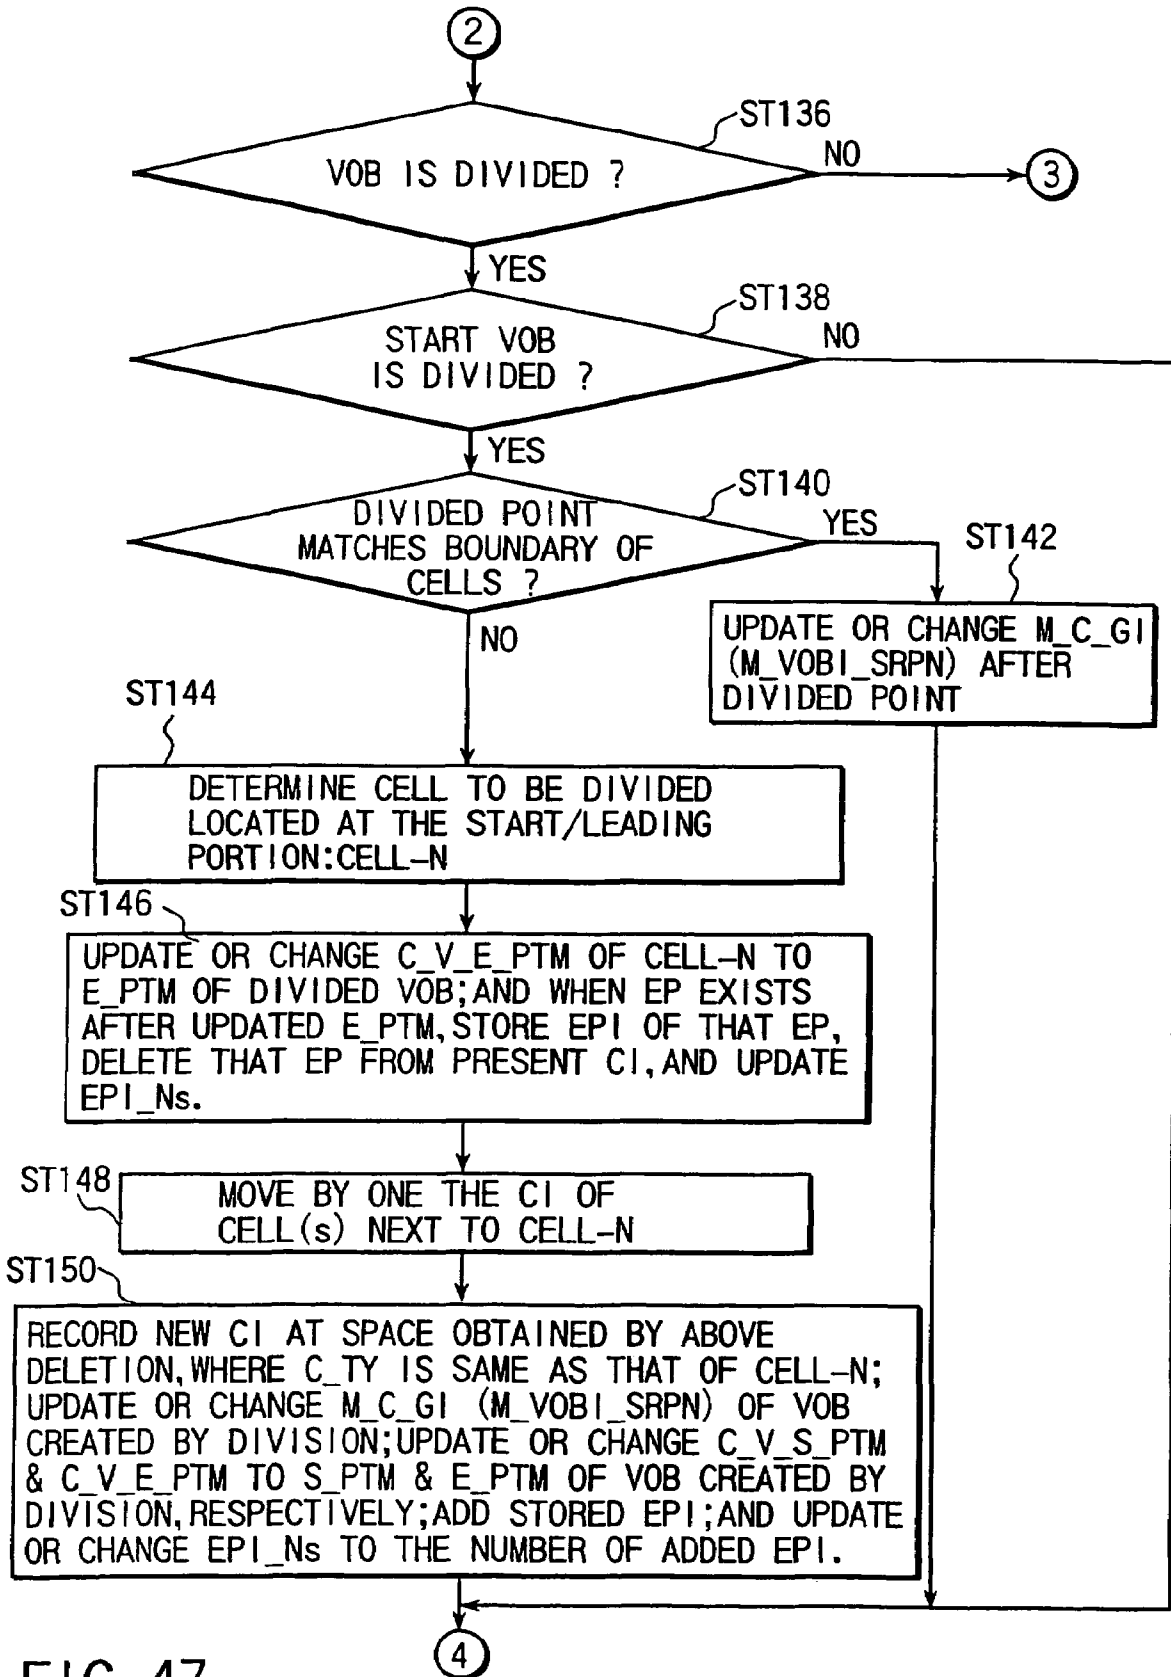 2
ST136
VOB IS DIVIDED ?
NO
3
YES
ST138
START VOB
IS DIVIDED ?
NO
YES
ST140
DIVIDED POINT
MATCHES BOUNDARY OF
CELLS ?
YES
ST142
NO
UPDATE OR CHANGE M_C_GI
(M_VOBI_SRPN) AFTER
DIVIDED POINT
ST144
DETERMINE CELL TO BE DIVIDED
LOCATED AT THE START/LEADING
PORTION:CELL-N
ST146
UPDATE OR CHANGE C_V_E_PTM OF CELL-N TO
E_PTM OF DIVIDED VOB;AND WHEN EP EXISTS
AFTER UPDATED E_PTM,STORE EPI OF THAT EP,
DELETE THAT EP FROM PRESENT CI,AND UPDATE
EPI_Ns.
ST148
MOVE BY ONE THE CI OF
CELL(s) NEXT TO CELL-N
ST150
RECORD NEW CI AT SPACE OBTAINED BY ABOVE
DELETION,WHERE C_TY IS SAME AS THAT OF CELL-N;
UPDATE OR CHANGE M_C_GI (M_VOBI_SRPN) OF VOB
CREATED BY DIVISION;UPDATE OR CHANGE C_V_S_PTM
& C_V_E_PTM TO S_PTM & E_PTM OF VOB CREATED BY
DIVISION,RESPECTIVELY;ADD STORED EPI;AND UPDATE
OR CHANGE EPI_Ns TO THE NUMBER OF ADDED EPI.
4
FIG. 47